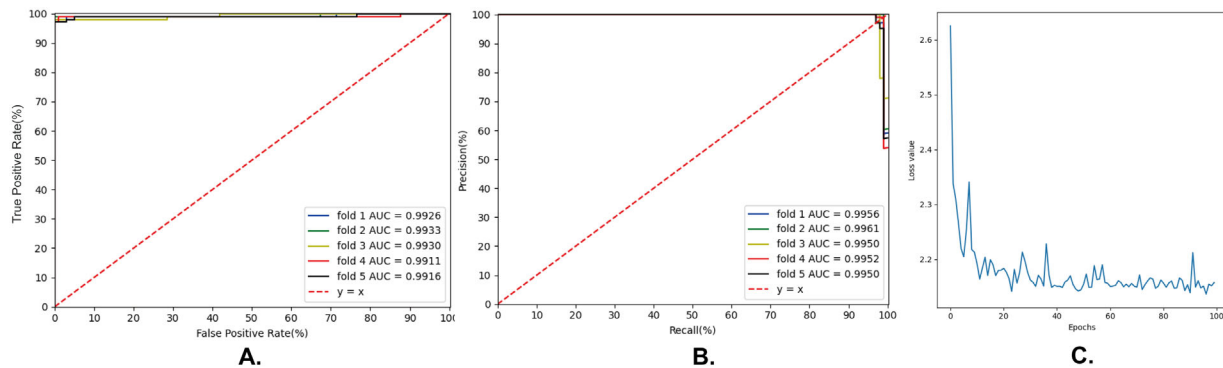 100
90
80
70
60
50
40
30
20
10
0
True Positive Rate(%)
fold 1 AUC = 0.9926
fold 2 AUC = 0.9933
fold 3 AUC = 0.9930
fold 4 AUC = 0.9911
fold 5 AUC = 0.9916
y = x
0 10 20 30 40 50 60 70 80 90 100
False Positive Rate(%)
A.
100
90
80
70
60
50
40
30
20
10
0
Precision(%)
fold 1 AUC = 0.9956
fold 2 AUC = 0.9961
fold 3 AUC = 0.9950
fold 4 AUC = 0.9952
fold 5 AUC = 0.9950
y = x
0 10 20 30 40 50 60 70 80 90 100
Recall(%)
B.
2.6
2.5
2.4
2.3
2.2
Loss value
0 20 40 60 80 100
Epochs
C.